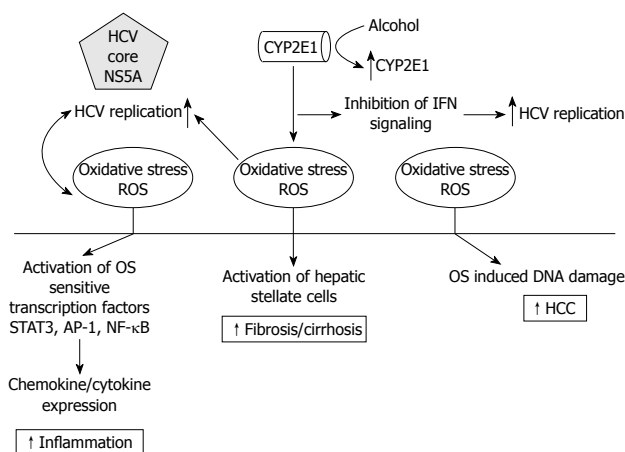 HCV
core
NS5A
CYP2E1
Alcohol
↑CYP2E1
HCV replication↑
Inhibition of IFN
signaling
↑HCV replication
Oxidative stress
ROS
Oxidative stress
ROS
Oxidative stress
ROS
Activation of OS
sensitive
transcription factors
STAT3, AP-1, NF-κB
Activation of hepatic
stellate cells
↑ Fibrosis/cirrhosis
OS induced DNA damage
↑ HCC
Chemokine/cytokine
expression
↑ Inflammation